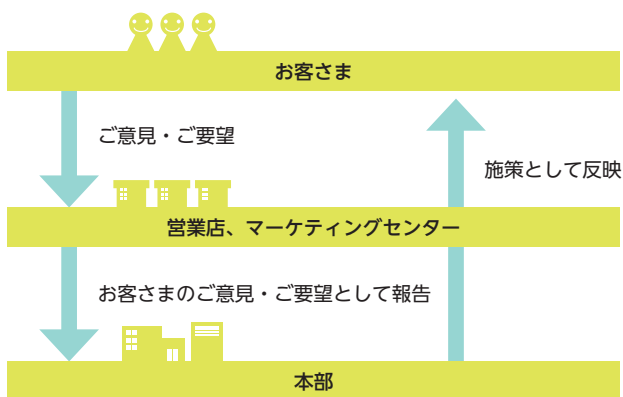 お客さま
ご意見・ご要望
施策として反映
営業店、マーケティングセンター
お客さまのご意見・ご要望として報告
本部